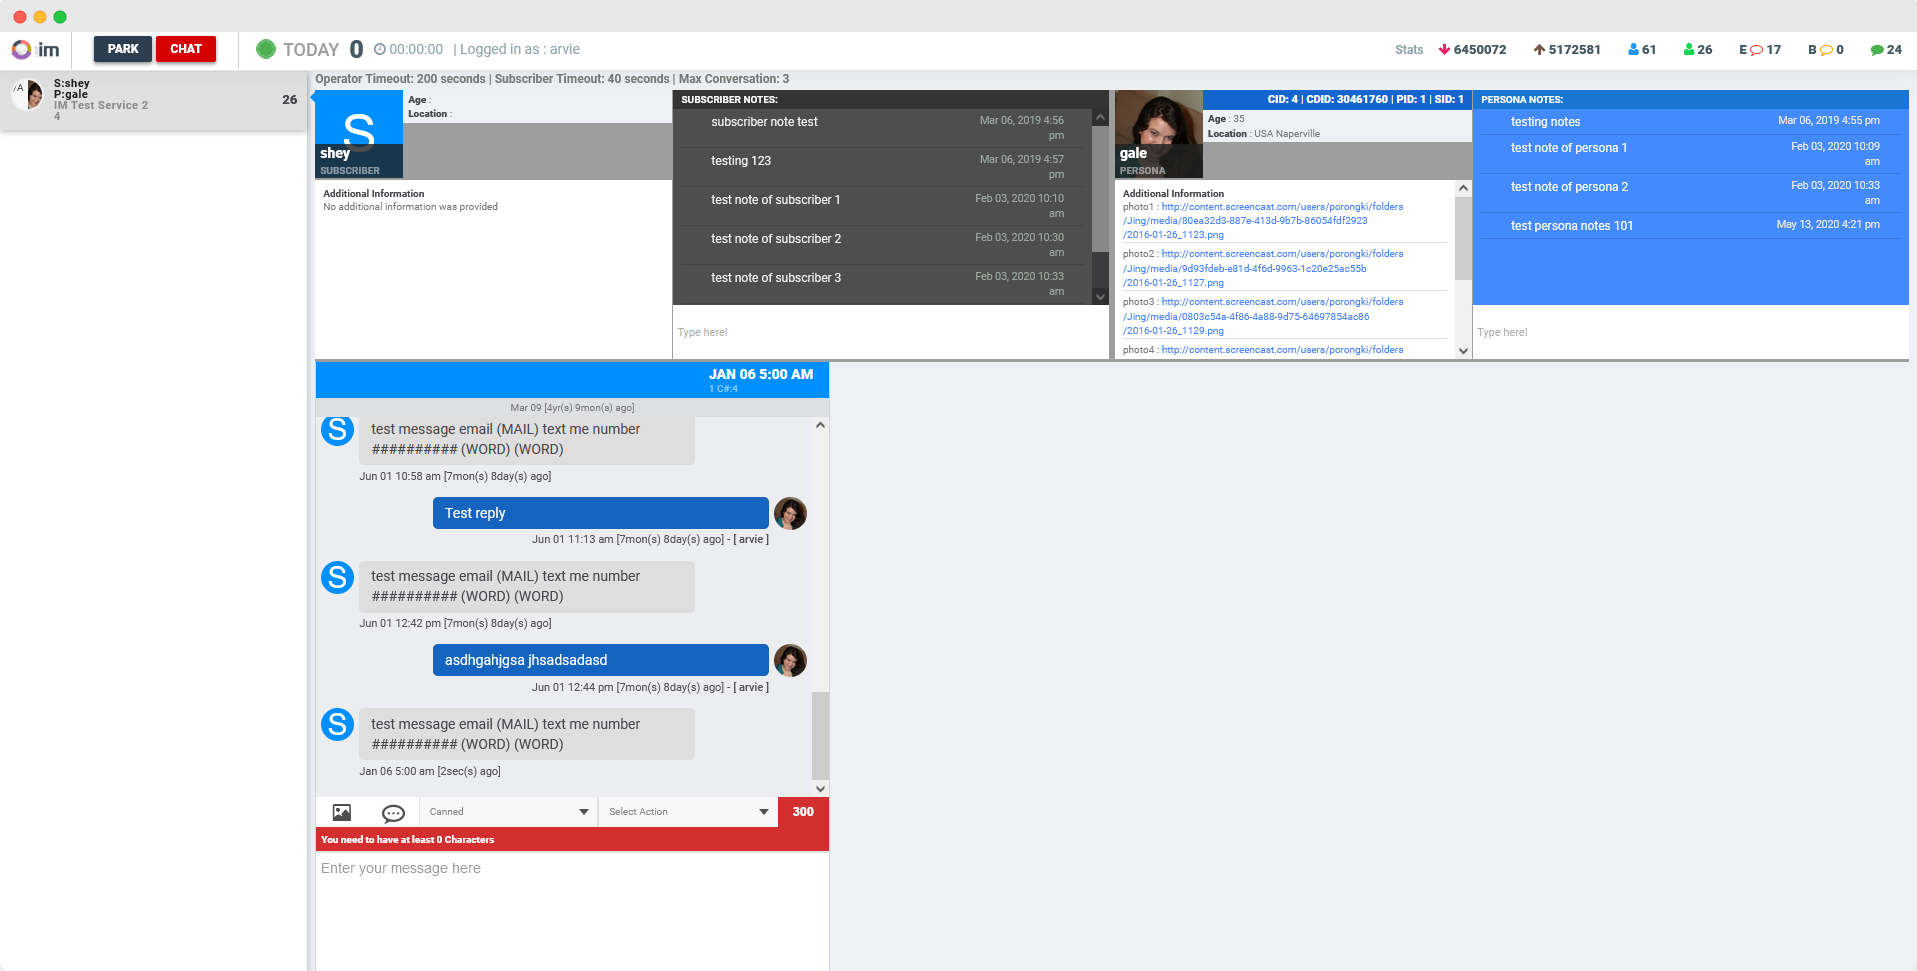 im
PARK
CHAT
TODAY 0 00:00:00 | Logged in as : arvie
Stats 6450072 5172581 61 26 E 17 B 0 24
/A
S:shey
P:gale
IM Test Service 2
4
26
Operator Timeout: 200 seconds | Subscriber Timeout: 40 seconds | Max Conversation: 3
S
shey
SUBSCRIBER
Age :
Location :
Additional Information
No additional information was provided
SUBSCRIBER NOTES:
subscriber note test Mar 06, 2019 4:56
pm
testing 123 Mar 06, 2019 4:57
pm
test note of subscriber 1 Feb 03, 2020 10:10
am
test note of subscriber 2 Feb 03, 2020 10:30
am
test note of subscriber 3 Feb 03, 2020 10:33
am
Type here!
gale
PERSONA
CID: 4 | CDID: 30461760 | PID: 1 | SID: 1
Age : 35
Location : USA Naperville
Additional Information
photo1 : http://content.screencast.com/users/porongki/folders
/Jing/media/80ea32d3-887e-413d-9b7b-86054fdf2923
/2016-01-26_1123.png
photo2 : http://content.screencast.com/users/porongki/folders
/Jing/media/9d93fdeb-e81d-4f6d-9963-1c20e25ac55b
/2016-01-26_1127.png
photo3 : http://content.screencast.com/users/porongki/folders
/Jing/media/0803c54a-4f86-4a88-9d75-64697854ac86
/2016-01-26_1129.png
photo4 : http://content.screencast.com/users/porongki/folders
PERSONA NOTES:
testing notes Mar 06, 2019 4:55 pm
test note of persona 1 Feb 03, 2020 10:09
am
test note of persona 2 Feb 03, 2020 10:33
am
test persona notes 101 May 13, 2020 4:21 pm
Type here!
JAN 06 5:00 AM
1 C#:4
Mar 09 [4yr(s) 9mon(s) ago]
S
test message email (MAIL) text me number
########## (WORD) (WORD)
Jun 01 10:58 am [7mon(s) 8day(s) ago]
Test reply
Jun 01 11:13 am [7mon(s) 8day(s) ago] - [ arvie ]
S
test message email (MAIL) text me number
########## (WORD) (WORD)
Jun 01 12:42 pm [7mon(s) 8day(s) ago]
asdhgahjgsa jhsadsadasd
Jun 01 12:44 pm [7mon(s) 8day(s) ago] - [ arvie ]
S
test message email (MAIL) text me number
########## (WORD) (WORD)
Jan 06 5:00 am [2sec(s) ago]
Canned
Select Action
300
You need to have at least 0 Characters
Enter your message here